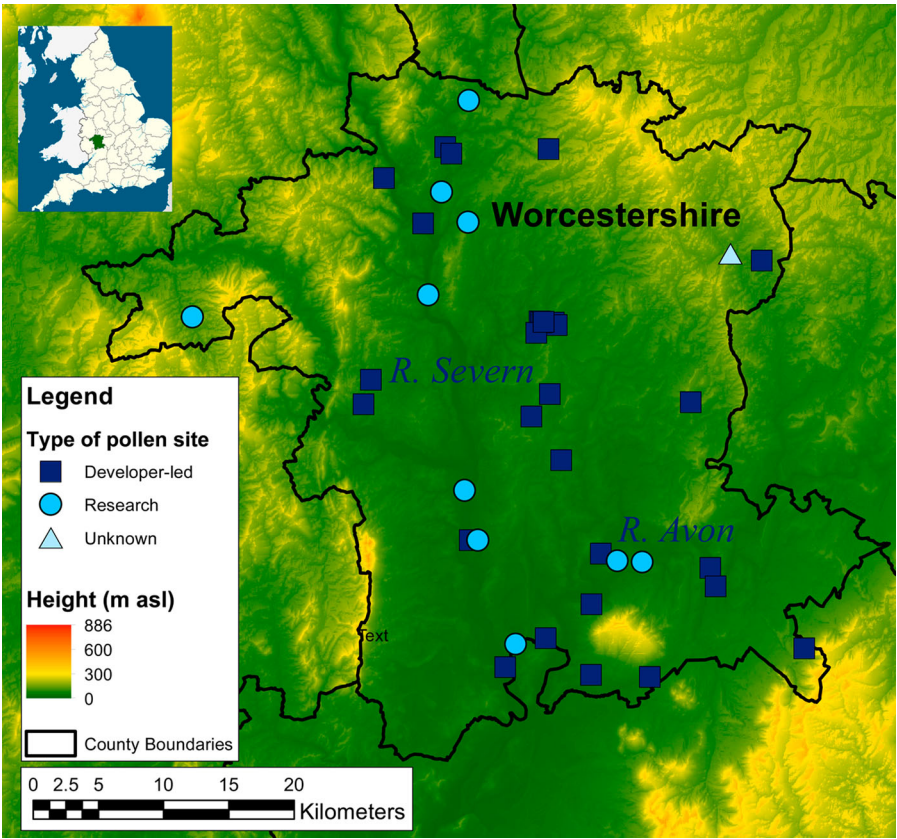 Worcestershire
R. Severn
R. Avon
Text
Legend
Type of pollen site
Developer-led
Research
Unknown
Height (m asl)
886
600
300
0
County Boundaries
0 2.5 5 10 15 20
Kilometers